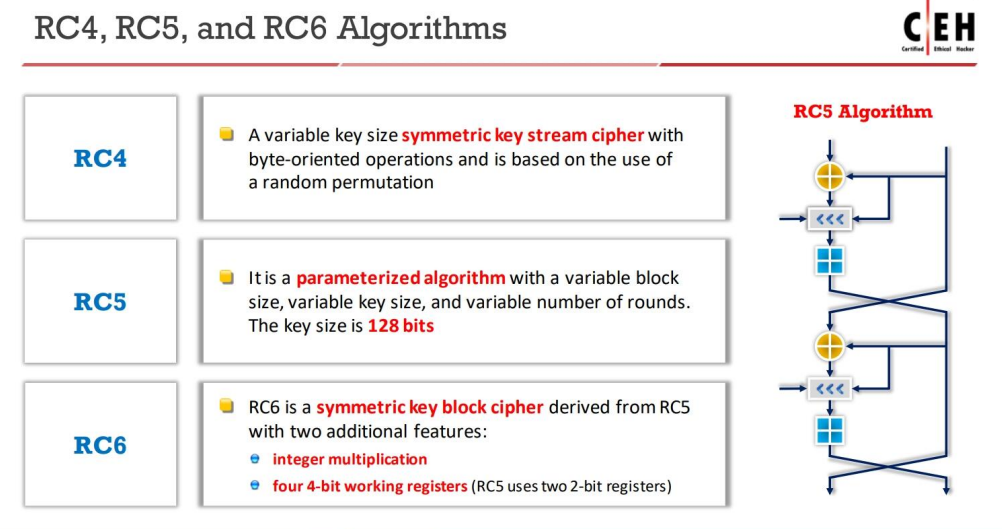 RC4, RC5, and RC6 Algorithms
CEH
Certified Ethical Hacker
RC4
A variable key size symmetric key stream cipher with
byte-oriented operations and is based on the use of
a random permutation
RC5
It is a parameterized algorithm with a variable block
size, variable key size, and variable number of rounds.
The key size is 128 bits
RC6
RC6 is a symmetric key block cipher derived from RC5
with two additional features:
integer multiplication
four 4-bit working registers (RC5 uses two 2-bit registers)
RC5 Algorithm
<<<
<<<